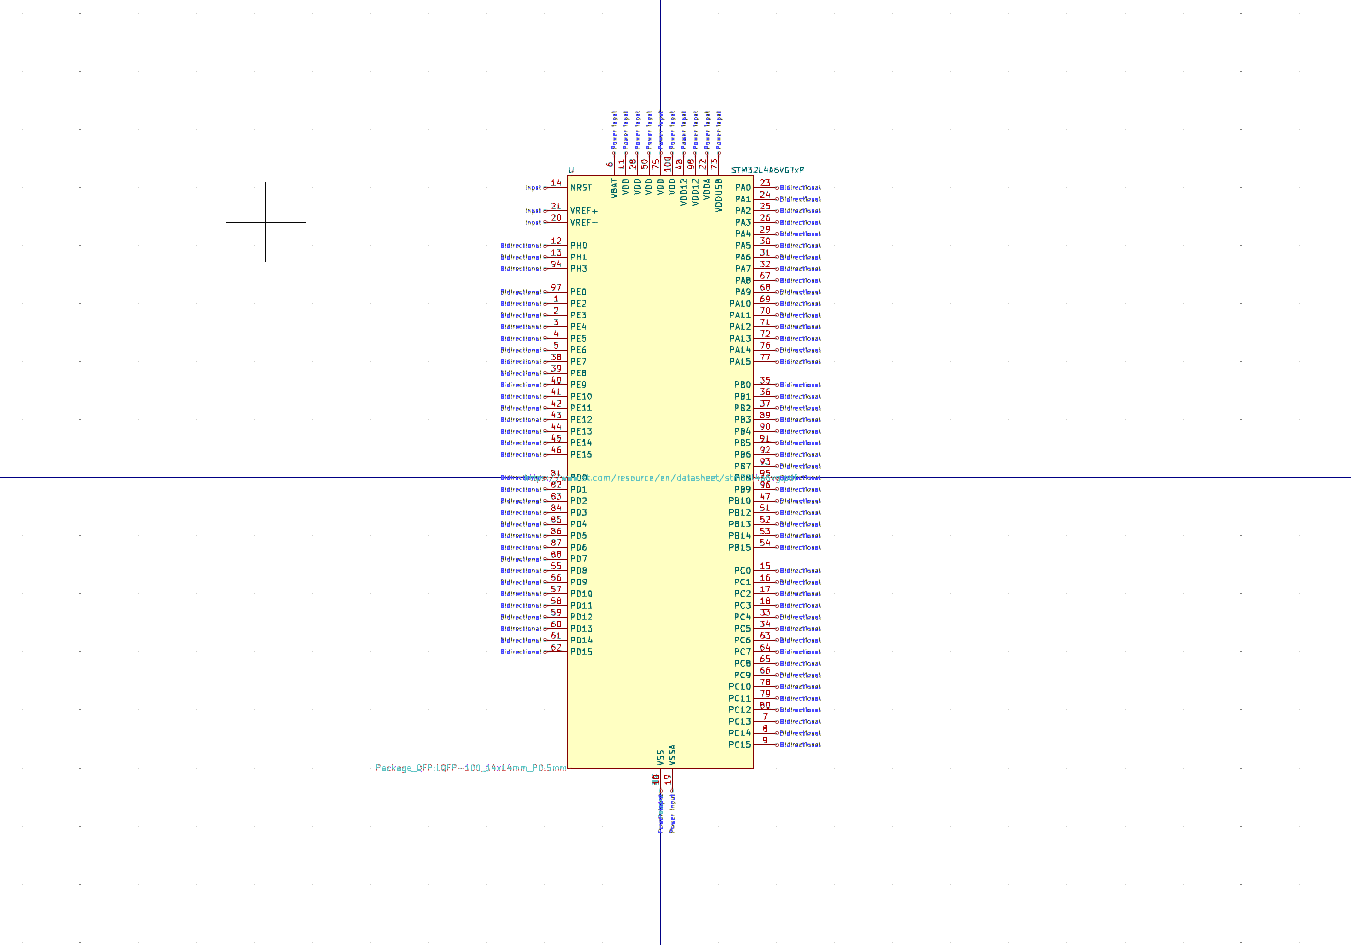 Power Input Power Input Power Input Power Input Power Input Power Input Power Input Power Input Power Input Power Input
6 11 28 50 75 100 48 98 22 73
U STM32L4A6VGTxP
VBAT VDD VDD VDD VDD VDD VDD12 VDD12 VDDA VDDUSB
Input 14 NRST PA0 23 Bidirectional
PA1 24 Bidirectional
Input 21 VREF+ PA2 25 Bidirectional
Input 20 VREF- PA3 26 Bidirectional
PA4 29 Bidirectional
Bidirectional 12 PH0 PA5 30 Bidirectional
Bidirectional 13 PH1 PA6 31 Bidirectional
Bidirectional 94 PH3 PA7 32 Bidirectional
PA8 67 Bidirectional
Bidirectional 97 PE0 PA9 68 Bidirectional
Bidirectional 1 PE2 PA10 69 Bidirectional
Bidirectional 2 PE3 PA11 70 Bidirectional
Bidirectional 3 PE4 PA12 71 Bidirectional
Bidirectional 4 PE5 PA13 72 Bidirectional
Bidirectional 5 PE6 PA14 76 Bidirectional
Bidirectional 38 PE7 PA15 77 Bidirectional
Bidirectional 39 PE8
Bidirectional 40 PE9 PB0 35 Bidirectional
Bidirectional 41 PE10 PB1 36 Bidirectional
Bidirectional 42 PE11 PB2 37 Bidirectional
Bidirectional 43 PE12 PB3 89 Bidirectional
Bidirectional 44 PE13 PB4 90 Bidirectional
Bidirectional 45 PE14 PB5 91 Bidirectional
Bidirectional 46 PE15 PB6 92 Bidirectional
PB7 93 Bidirectional
Bidirectional 81 PD0 PB8 95 Bidirectional
/resource/en/datasheet/
Bidirectional 82 PD1 PB9 96 Bidirectional
Bidirectional 83 PD2 PB10 47 Bidirectional
Bidirectional 84 PD3 PB12 51 Bidirectional
Bidirectional 85 PD4 PB13 52 Bidirectional
Bidirectional 86 PD5 PB14 53 Bidirectional
Bidirectional 87 PD6 PB15 54 Bidirectional
Bidirectional 88 PD7
Bidirectional 55 PD8 PC0 15 Bidirectional
Bidirectional 56 PD9 PC1 16 Bidirectional
Bidirectional 57 PD10 PC2 17 Bidirectional
Bidirectional 58 PD11 PC3 18 Bidirectional
Bidirectional 59 PD12 PC4 33 Bidirectional
Bidirectional 60 PD13 PC5 34 Bidirectional
Bidirectional 61 PD14 PC6 63 Bidirectional
Bidirectional 62 PD15 PC7 64 Bidirectional
PC8 65 Bidirectional
PC9 66 Bidirectional
PC10 78 Bidirectional
PC11 79 Bidirectional
PC12 80 Bidirectional
PC13 7 Bidirectional
PC14 8 Bidirectional
PC15 9 Bidirectional
VSS VSSA
Package_QFP:LQFP-100_14x14mm_P0.5mm
19
Power Input Power Input